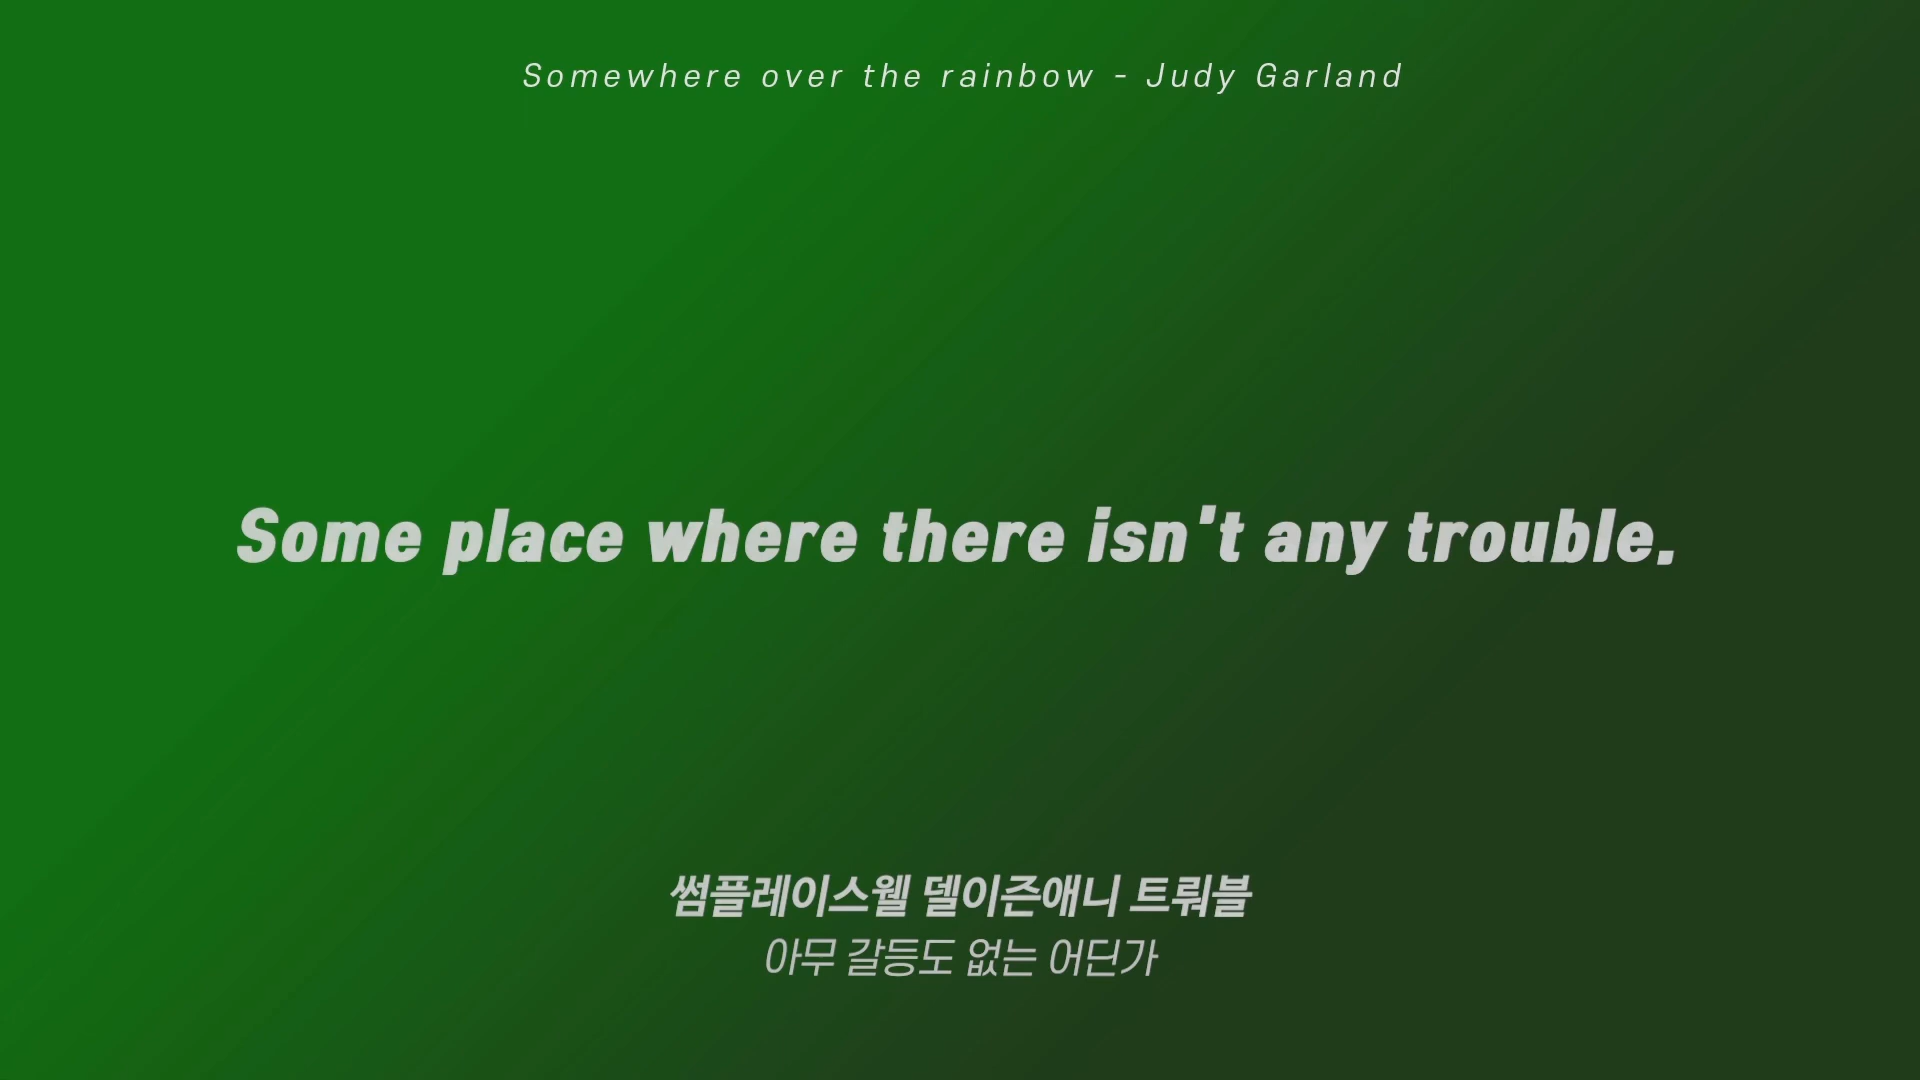 Somewhere over the rainbow - Judy Garland
Some place where there isn't any trouble.
썸플레이스웰 델이즌애니 트뤄블
아무 갈등도 없는 어딘가